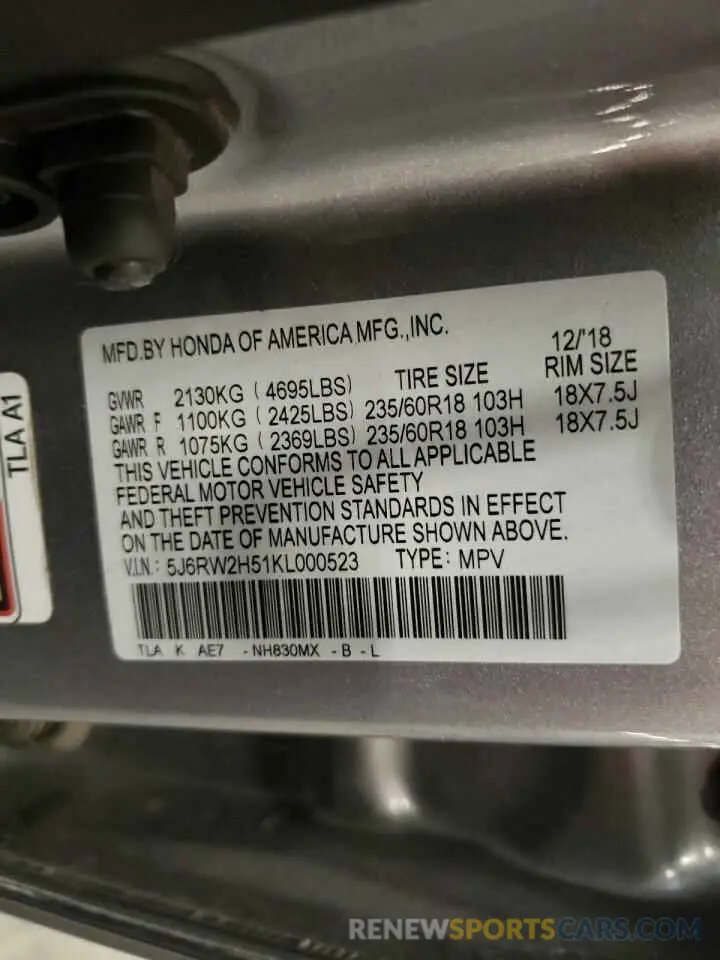 MFD.BY HONDA OF AMERICA MFG.,INC.
12/'18
GVWR 2130KG ( 4695LBS) TIRE SIZE RIM SIZE
GAWR F 1100KG ( 2425LBS) 235/60R18 103H 18X7.5J
GAWR R 1075KG ( 2369LBS) 235/60R18 103H 18X7.5J
THIS VEHICLE CONFORMS TO ALL APPLICABLE
FEDERAL MOTOR VEHICLE SAFETY
AND THEFT PREVENTION STANDARDS IN EFFECT
ON THE DATE OF MANUFACTURE SHOWN ABOVE.
V.I.N.: 5J6RW2H51KL000523 TYPE: MPV
TLA K AE7 -NH830MX -B -L
TLA A1
RENEWSPORTSCARS.COM